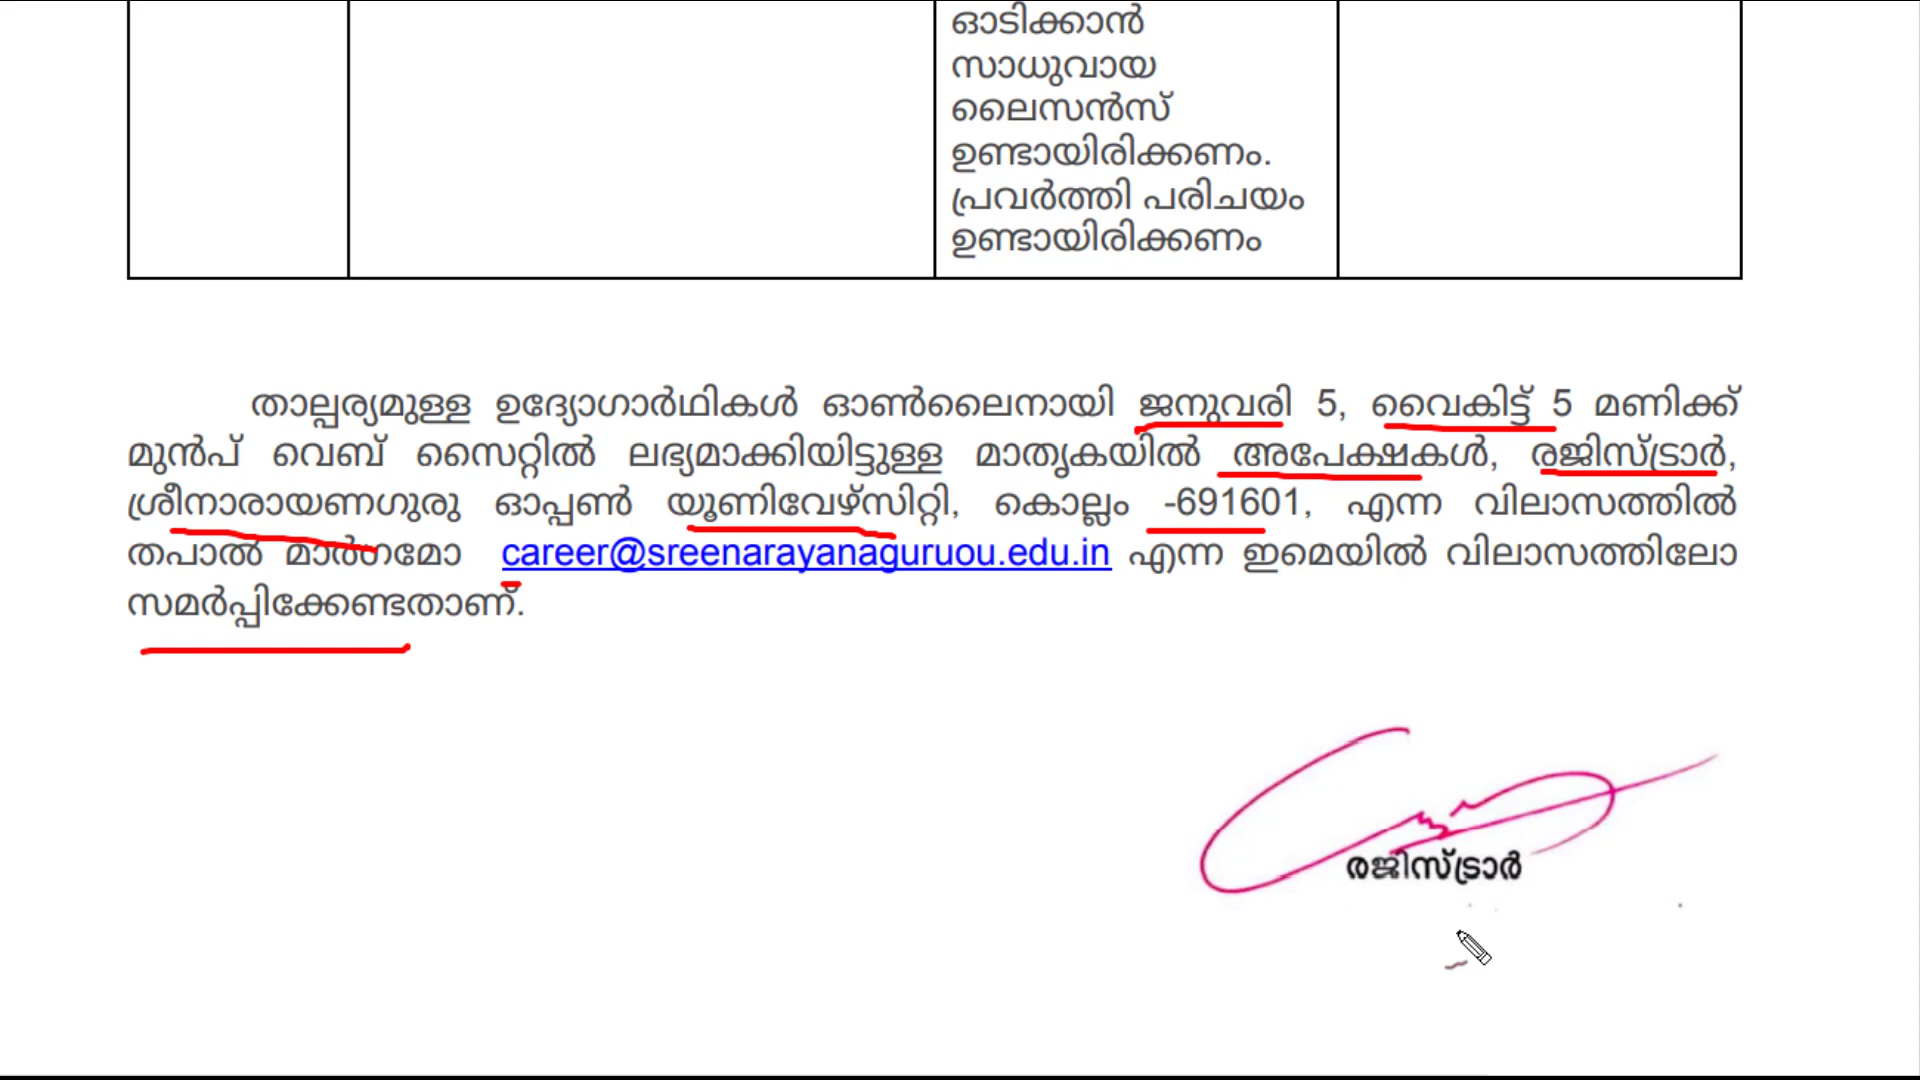 ഓടിക്കാൻ
സാധുവായ
ലൈസൻസ്
ഉണ്ടായിരിക്കണം.
പ്രവർത്തി പരിചയം
ഉണ്ടായിരിക്കണം
താല്പര്യമുള്ള ഉദ്യോഗാർഥികൾ ഓൺലൈനായി ജനുവരി 5, വൈകിട്ട് 5 മണിക്ക്
മുൻപ് വെബ് സൈറ്റിൽ ലഭ്യമാക്കിയിട്ടുള്ള മാതൃകയിൽ അപേക്ഷകൾ, രജിസ്ട്രാർ,
ശ്രീനാരായണഗുരു ഓപ്പൺ യൂണിവേഴ്സിറ്റി, കൊല്ലം -691601, എന്ന വിലാസത്തിൽ
തപാൽ മാർഗമോ career@sreenarayanaguruou.edu.in എന്ന ഇമെയിൽ വിലാസത്തിലോ
സമർപ്പിക്കേണ്ടതാണ്.
രജിസ്ട്രാർ